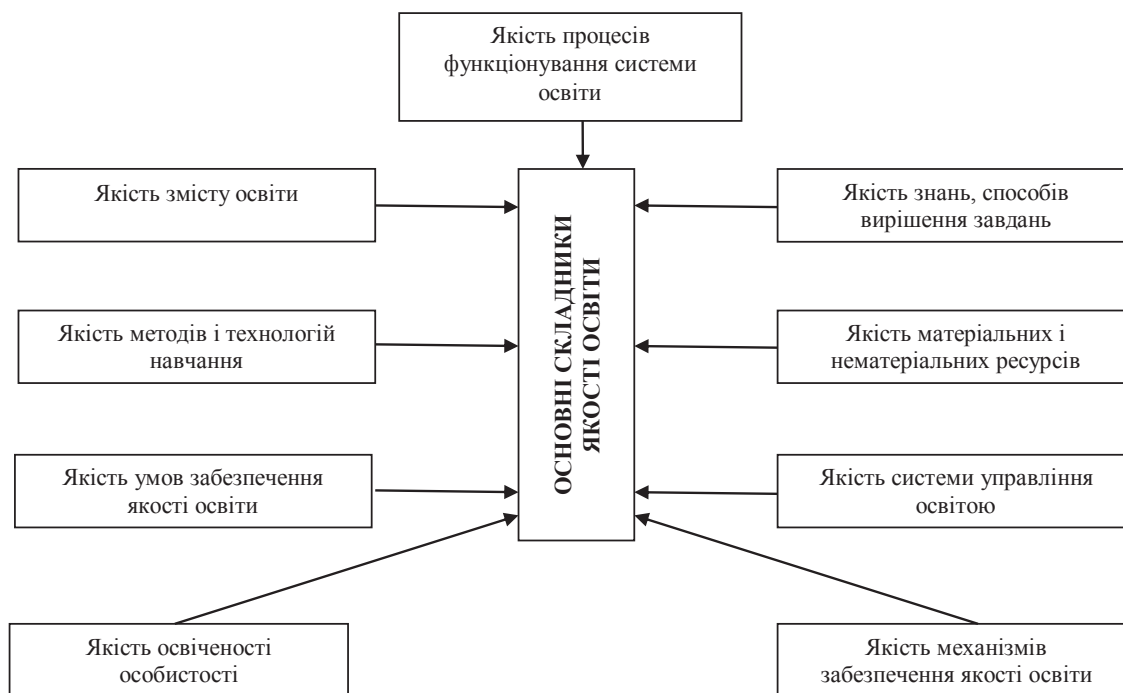 Якість процесів
функціонування системи
освіти
Якість змісту освіти
Якість знань, способів
вирішення завдань
ОСНОВНІ СКЛАДНИКИ
ЯКОСТІ ОСВІТИ
Якість методів і технологій
навчання
Якість матеріальних і
нематеріальних ресурсів
Якість умов забезпечення
якості освіти
Якість системи управління
освітою
Якість освіченості
особистості
Якість механізмів
забезпечення якості освіти